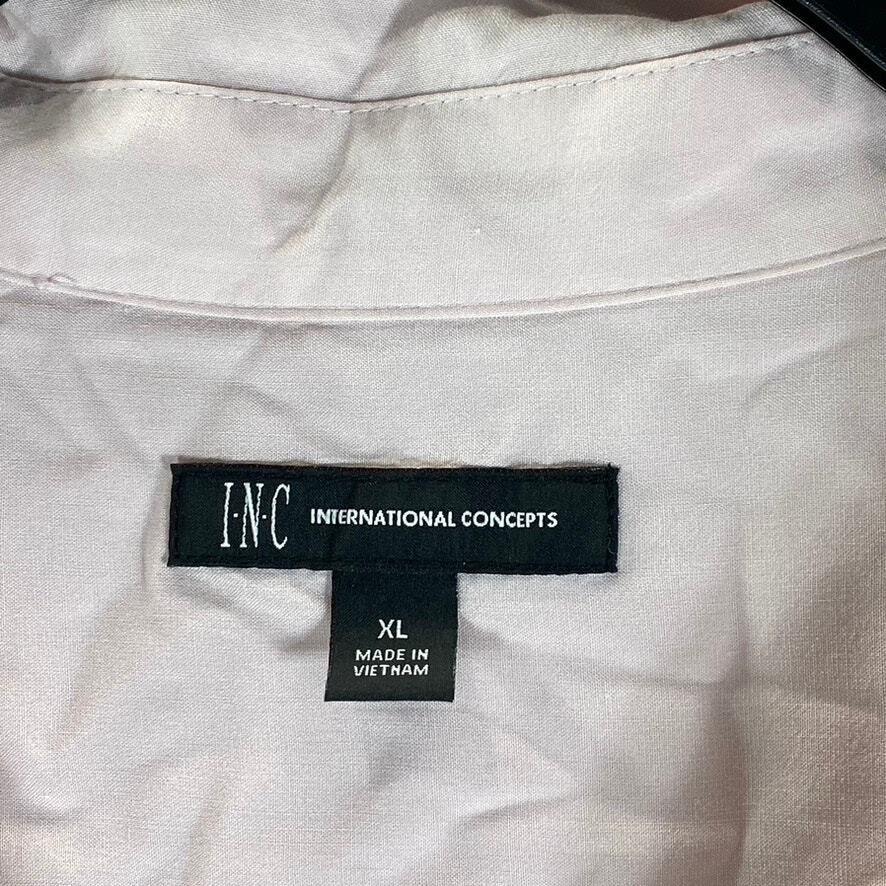 I·N·C INTERNATIONAL CONCEPTS
XL
MADE IN
VIETNAM